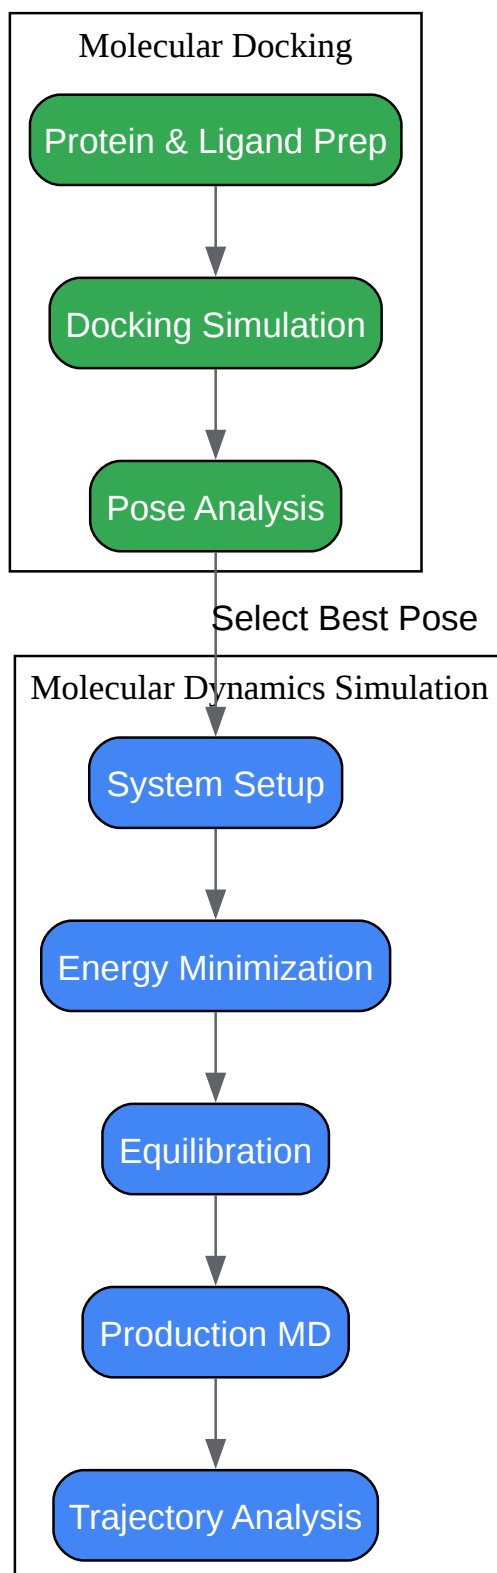 Molecular Docking
Protein & Ligand Prep
Docking Simulation
Pose Analysis
Select Best Pose
Molecular Dynamics Simulation
System Setup
Energy Minimization
Equilibration
Production MD
Trajectory Analysis